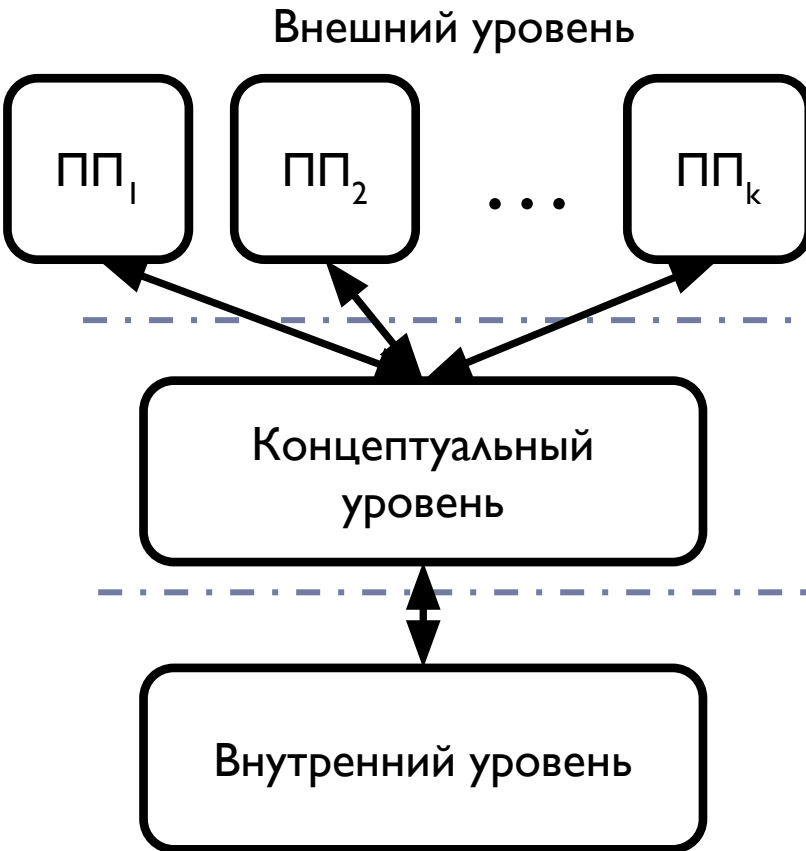 Внешний уровень
ПП₁ ПП₂ ... ППₖ
Концептуальный
уровень
Внутренний уровень